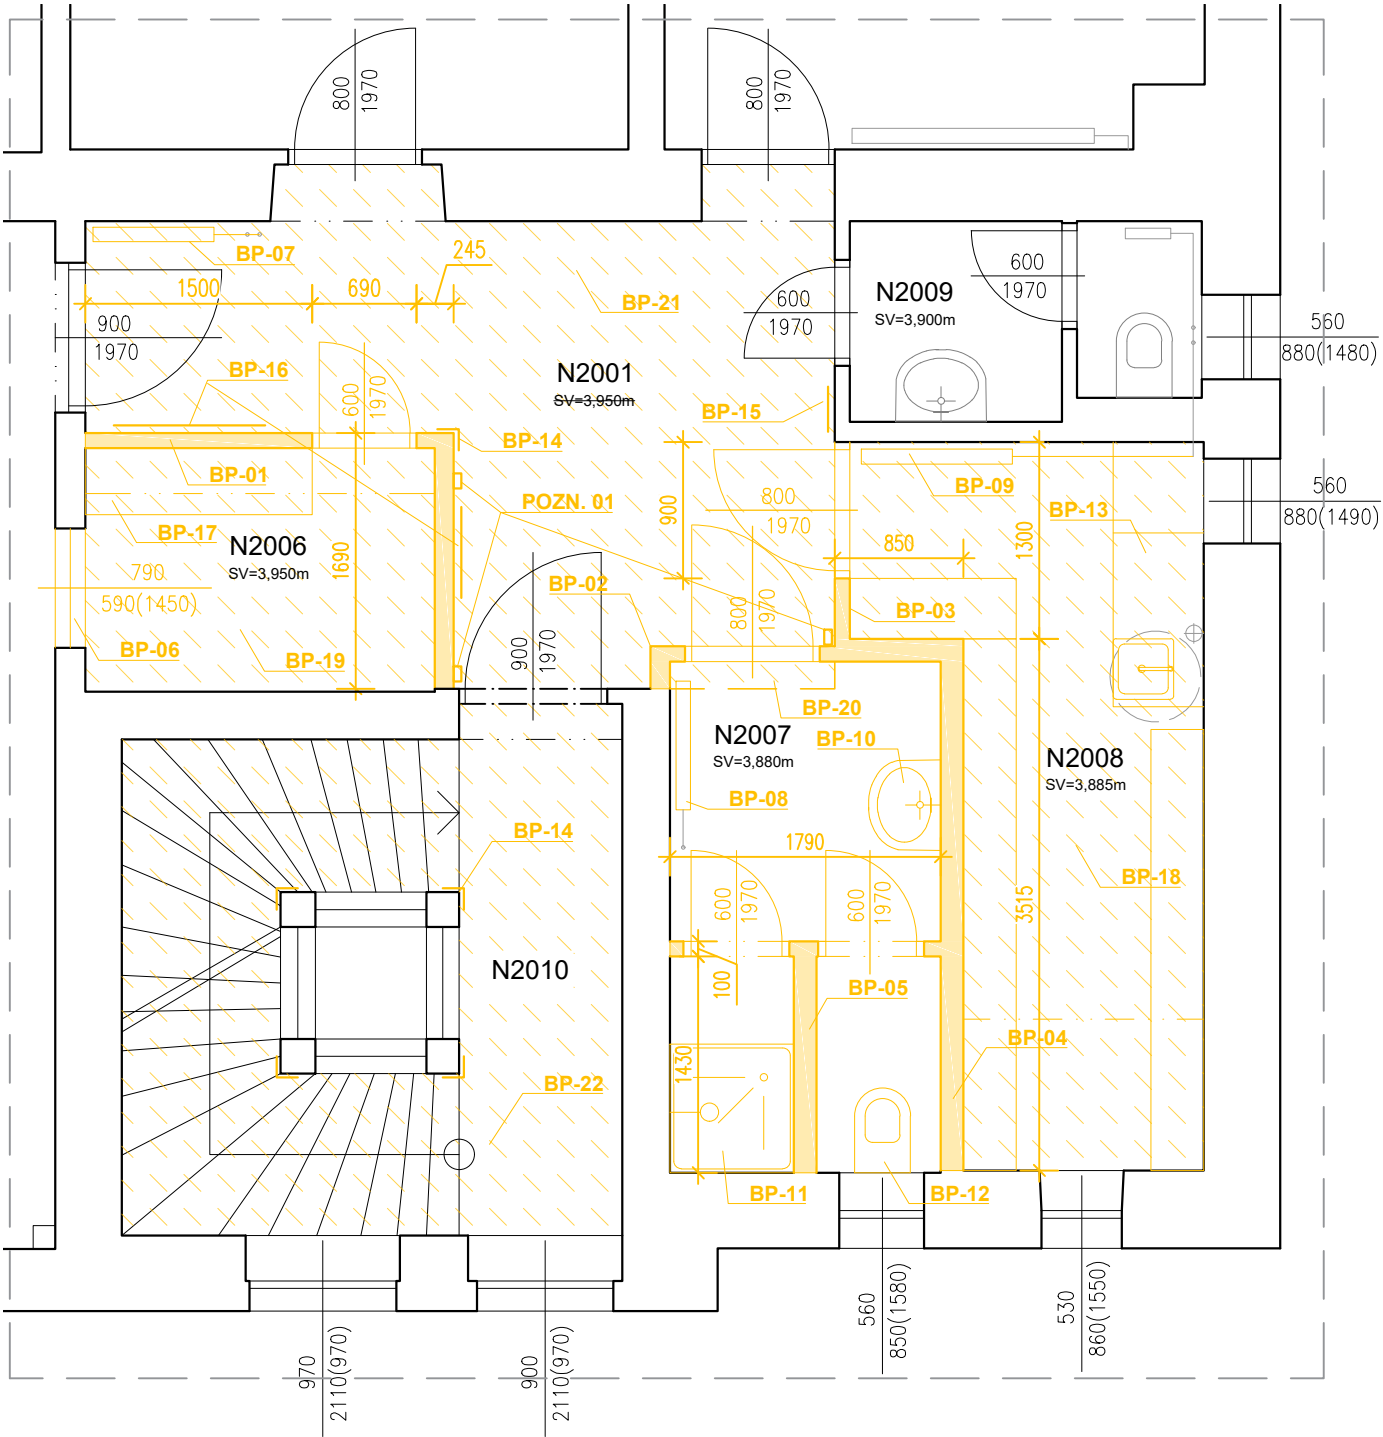 800
1970
800
1970
BP-07
245
1500
690
BP-21
600
1970
N2009
SV=3,900m
600
1970
560
880(1480)
900
1970
BP-16
600
1970
N2001
SV=3,950m
BP-15
BP-14
BP-01
POZN. 01
BP-09
800
1970
900
560
880(1490)
BP-13
BP-17
N2006
SV=3,950m
1690
850
1300
790
590(1450)
BP-02
800
1970
BP-03
BP-06
BP-19
900
1970
BP-20
N2007
SV=3,880m
BP-10
N2008
SV=3,885m
BP-08
BP-14
1790
BP-18
600
1970
600
1970
3515
N2010
100
BP-05
BP-04
1430
BP-22
BP-11
BP-12
970
2110(970)
900
2110(970)
560
850(1580)
530
860(1550)